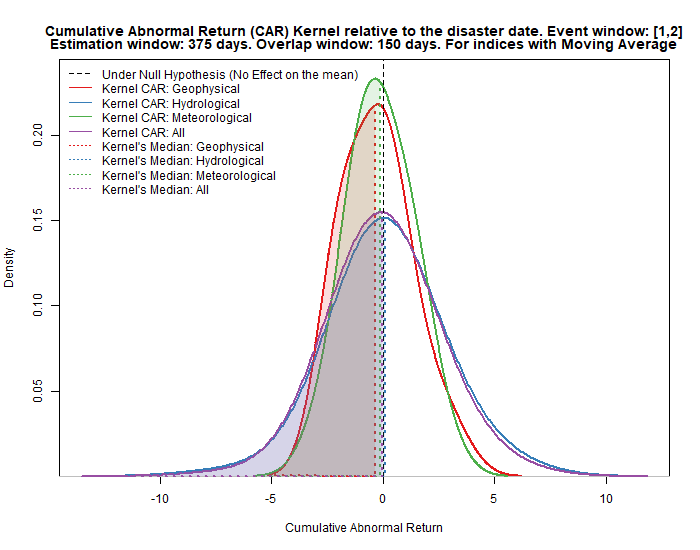 Cumulative Abnormal Return (CAR) Kernel relative to the disaster date. Event window: [1,2]
Estimation window: 375 days. Overlap window: 150 days. For indices with Moving Average
Under Null Hypothesis (No Effect on the mean)
Kernel CAR: Geophysical
Kernel CAR: Hydrological
Kernel CAR: Meteorological
Kernel CAR: All
Kernel's Median: Geophysical
Kernel's Median: Hydrological
Kernel's Median: Meteorological
Kernel's Median: All
Density
0.20
0.15
0.10
0.05
-10 -5 0 5 10
Cumulative Abnormal Return